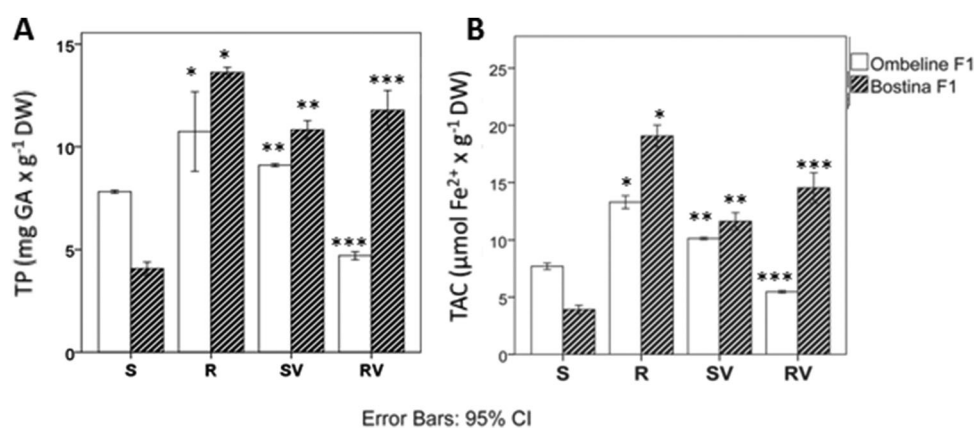 A
TP (mg GA x g-1 DW)
15
10
5
0
*
*
**
**
***
***
S R SV RV
B
TAC (µmol Fe2+ x g-1 DW)
25
20
15
10
5
0
*
*
**
**
***
***
S R SV RV
Ombeline F1
Bostina F1
Error Bars: 95% CI